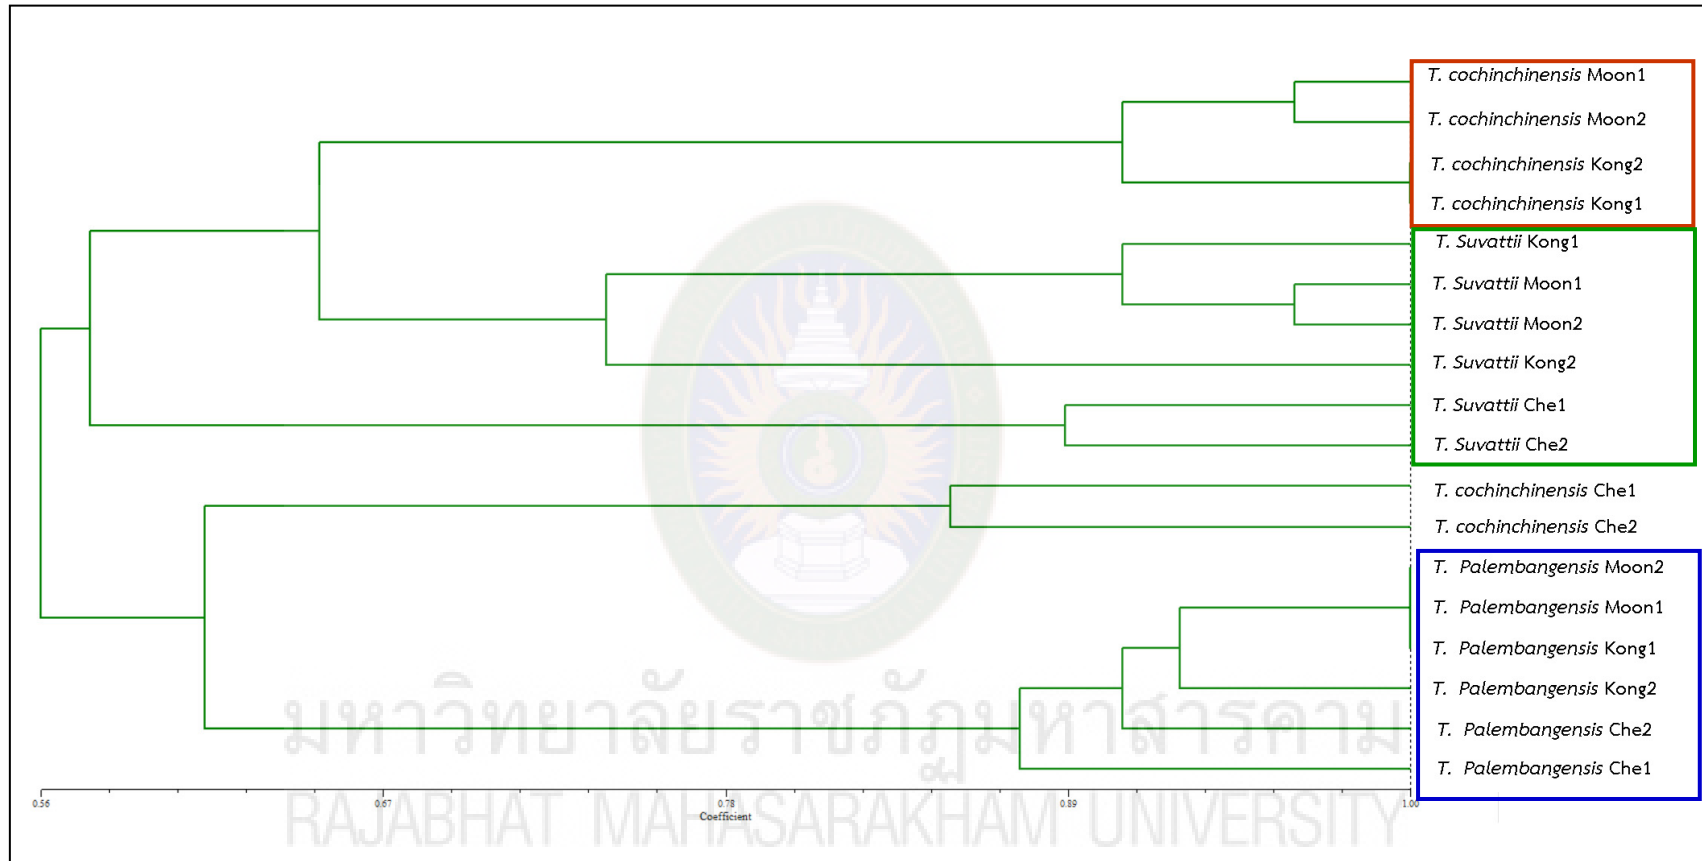 T. cochinchinensis Moon1
T. cochinchinensis Moon2
T. cochinchinensis Kong2
T. cochinchinensis Kong1
T. Suvattii Kong1
T. Suvattii Moon1
T. Suvattii Moon2
T. Suvattii Kong2
T. Suvattii Che1
T. Suvattii Che2
T. cochinchinensis Che1
T. cochinchinensis Che2
T. Palembangensis Moon2
T. Palembangensis Moon1
T. Palembangensis Kong1
T. Palembangensis Kong2
T. Palembangensis Che2
T. Palembangensis Che1
มหาวิทยาลัยราชภัฏมหาสารคาม
0.56 0.67 0.78 0.89 1.00
Coefficient
RAJABHAT MAHASARAKHAM UNIVERSITY